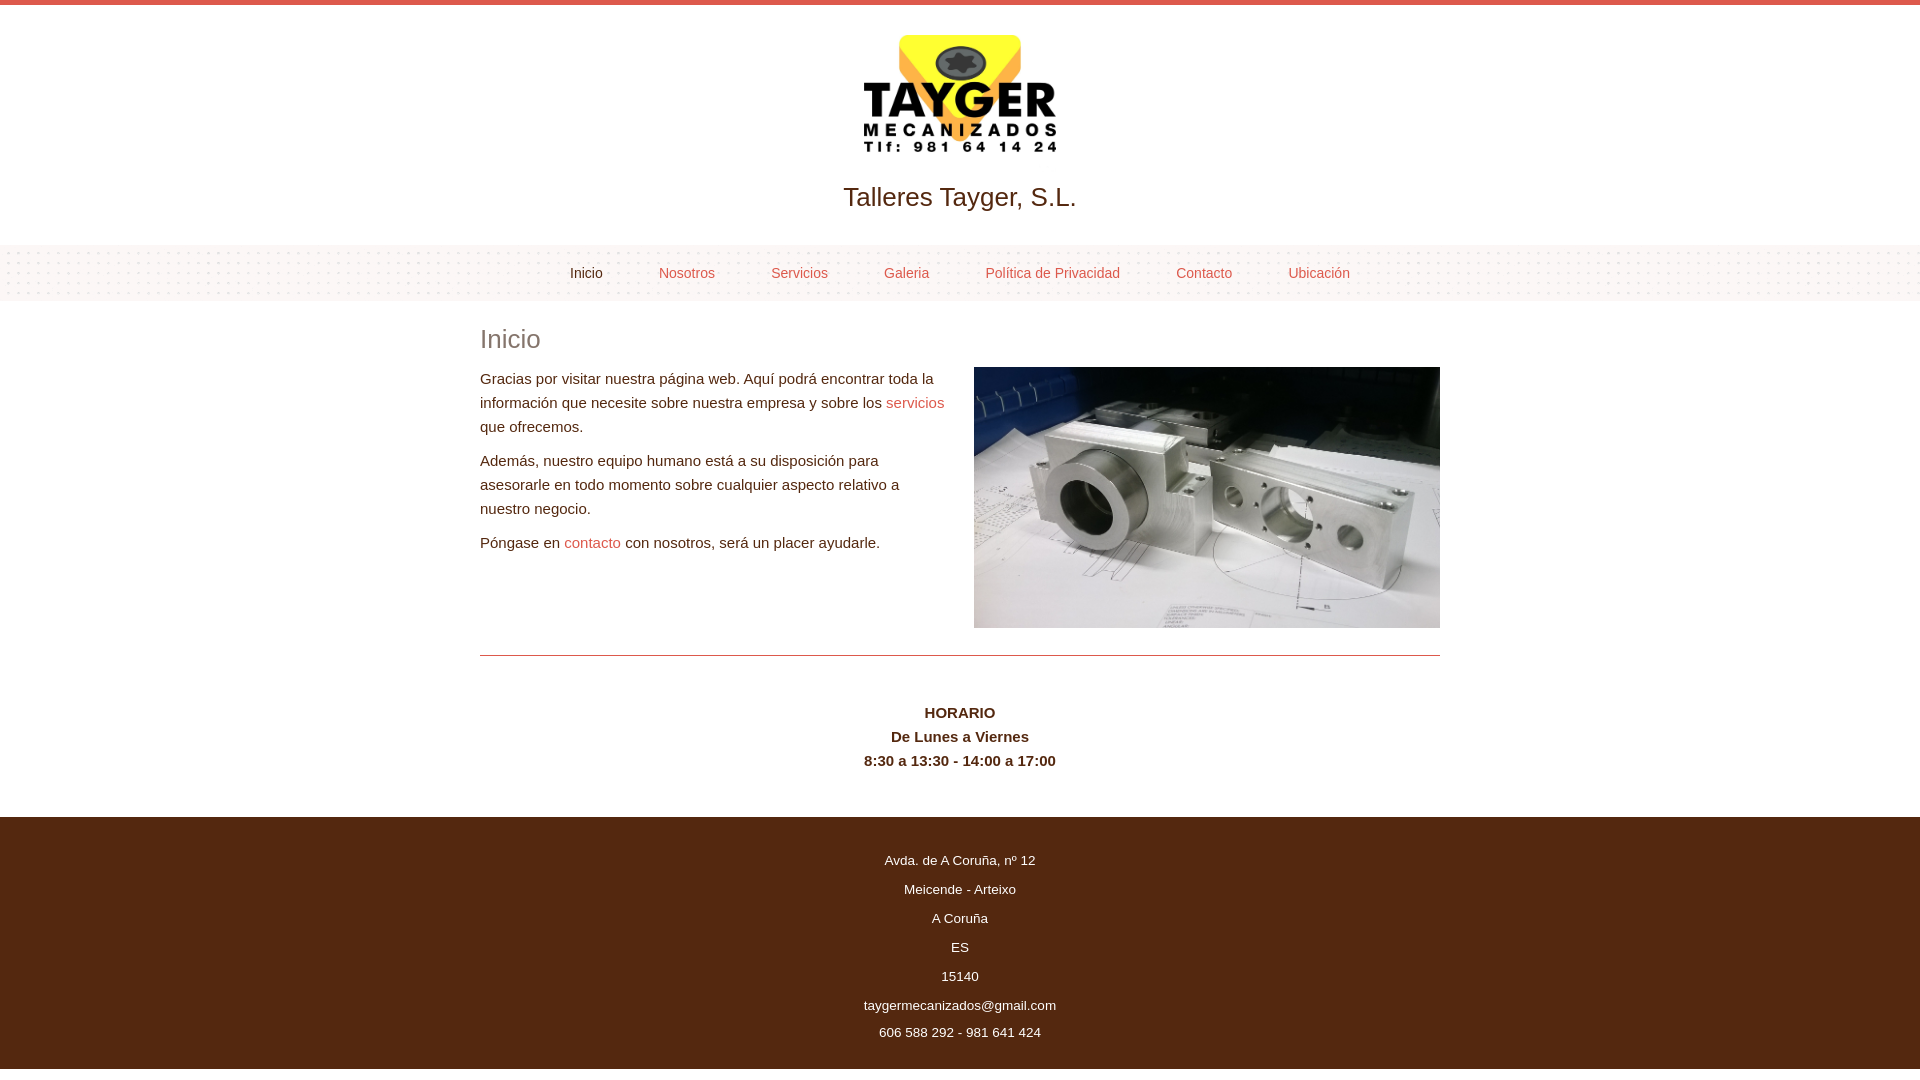 TAYGER
MECANIZADOS
Tlf: 981 64 14 24
Talleres Tayger, S.L.
Inicio Nosotros Servicios Galeria Política de Privacidad Contacto Ubicación
Inicio
Gracias por visitar nuestra página web. Aquí podrá encontrar toda la
información que necesite sobre nuestra empresa y sobre los servicios
que ofrecemos.
Además, nuestro equipo humano está a su disposición para
asesorarle en todo momento sobre cualquier aspecto relativo a
nuestro negocio.
Póngase en contacto con nosotros, será un placer ayudarle.
HORARIO
De Lunes a Viernes
8:30 a 13:30 - 14:00 a 17:00
Avda. de A Coruña, nº 12
Meicende - Arteixo
A Coruña
ES
15140
taygermecanizados@gmail.com
606 588 292 - 981 641 424